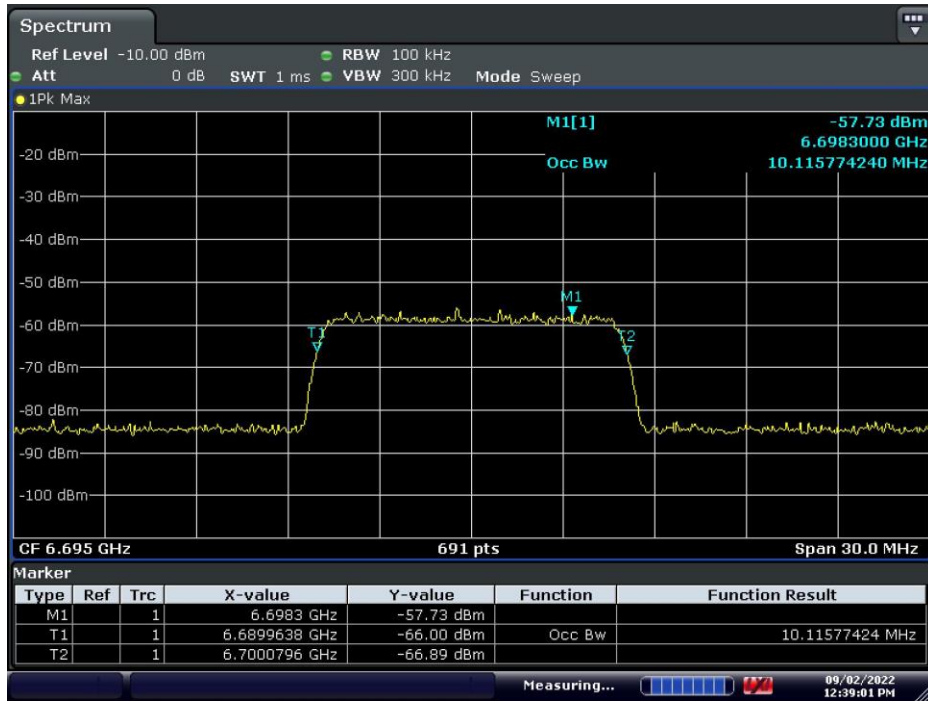 Spectrum
Ref Level -10.00 dBm RBW 100 kHz
Att 0 dB SWT 1 ms VBW 300 kHz Mode Sweep
1Pk Max
M1[1] -57.73 dBm
6.6983000 GHz
-20 dBm
Occ Bw 10.115774240 MHz
-30 dBm
-40 dBm
-50 dBm
M1
-60 dBm
T1
T2
-70 dBm
-80 dBm
-90 dBm
-100 dBm
CF 6.695 GHz 691 pts Span 30.0 MHz
Marker
Type Ref Trc X-value Y-value Function Function Result
M1 1 6.6983 GHz -57.73 dBm
T1 1 6.6899638 GHz -66.00 dBm Occ Bw 10.11577424 MHz
T2 1 6.7000796 GHz -66.89 dBm
Measuring... 09/02/2022
12:39:01 PM